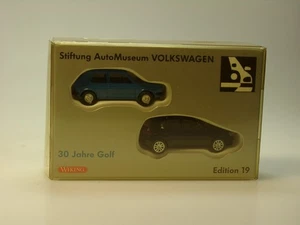 Stiftung AutoMuseum VOLKSWAGEN
30 Jahre Golf
WIKING
Edition 19